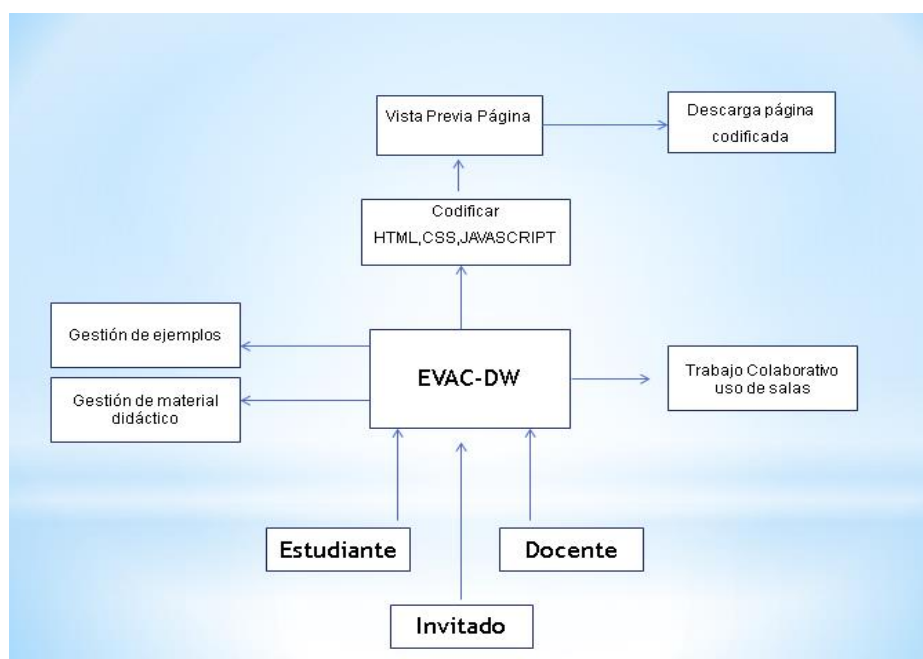 Vista Previa Página
Descarga página
codificada
Codificar
HTML,CSS,JAVASCRIPT
Gestión de ejemplos
EVAC-DW
Trabajo Colaborativo
uso de salas
Gestión de material
didáctico
Estudiante
Docente
Invitado